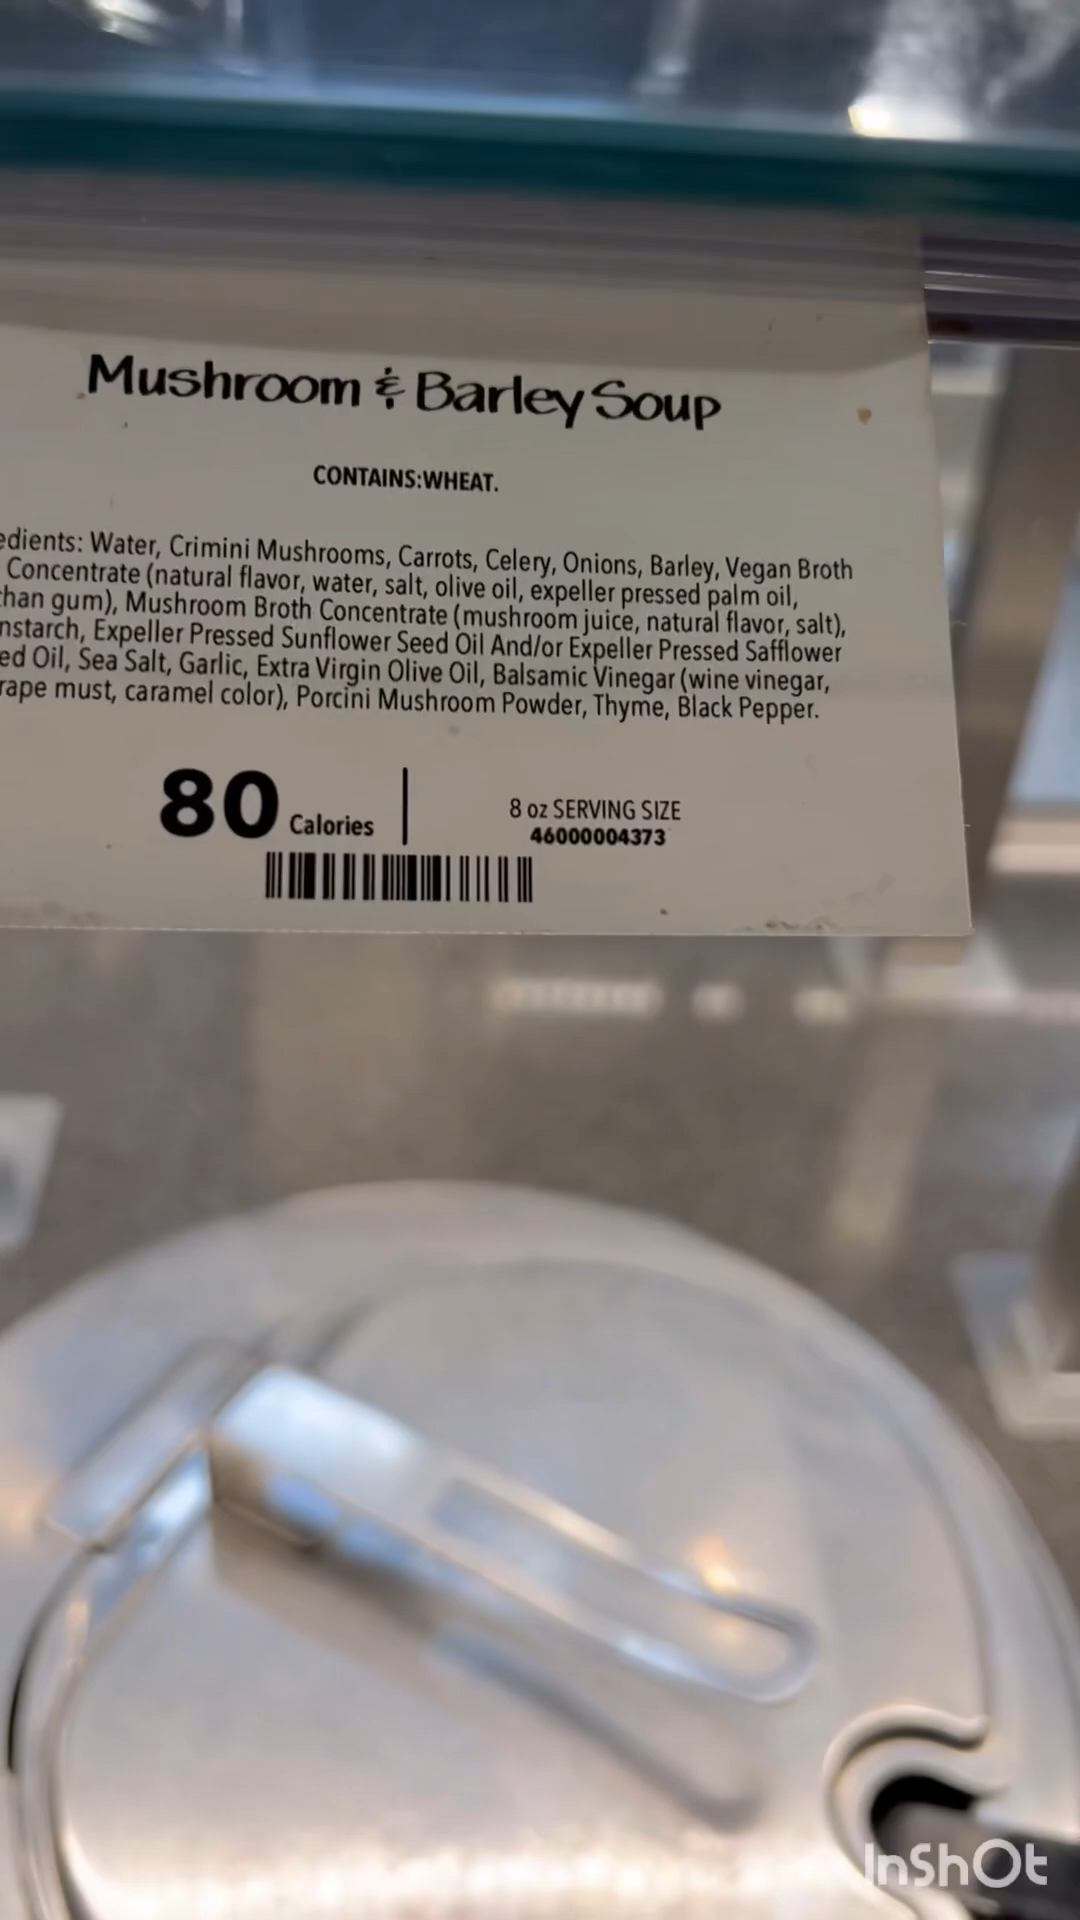 Mushroom & Barley Soup
CONTAINS:WHEAT.
edients: Water, Crimini Mushrooms, Carrots, Celery, Onions, Barley, Vegan Broth
Concentrate (natural flavor, water, salt, olive oil, expeller pressed palm oil,
than gum), Mushroom Broth Concentrate (mushroom juice, natural flavor, salt),
nstarch, Expeller Pressed Sunflower Seed Oil And/or Expeller Pressed Safflower
ed Oil, Sea Salt, Garlic, Extra Virgin Olive Oil, Balsamic Vinegar (wine vinegar,
rape must, caramel color), Porcini Mushroom Powder, Thyme, Black Pepper.
80 Calories
8 oz SERVING SIZE
46000004373
InShOt